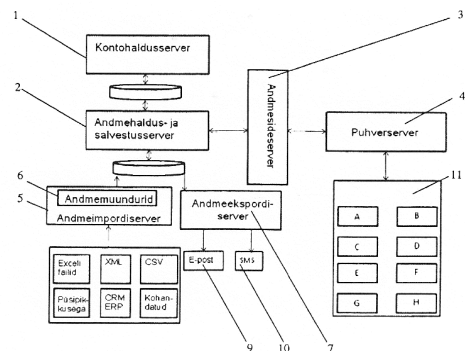 1
Kontohaldusserver
2
Andmehaldus- ja
salvestusserver
3
Andmesideserver
4
Puhverserver
6
5
Andmemuundurid
Andmeimpordiserver
Andmeekspordi-
server
Exceli
failid
XML
CSV
Püsipik-
kusega
CRM
ERP
Kohan-
datud
E-post
SMS
9
10
7
11
A
B
C
D
E
F
G
H